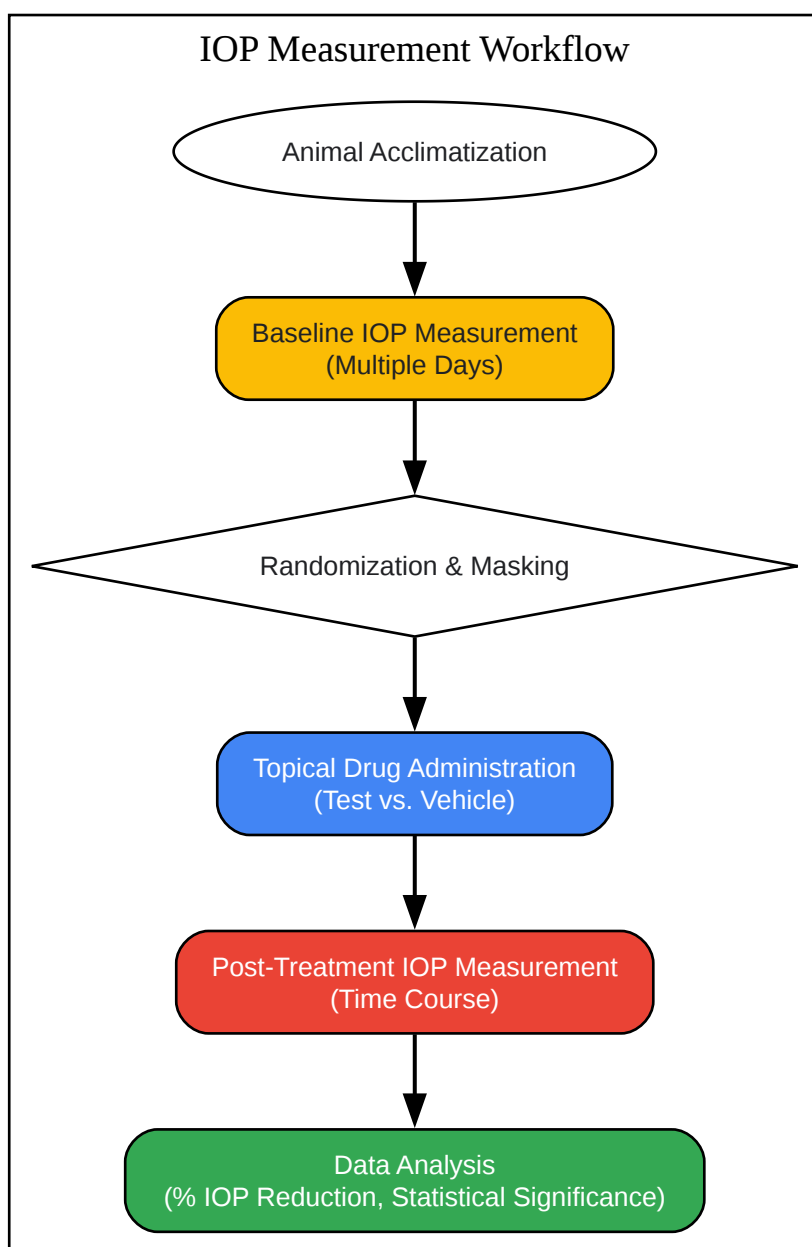 IOP Measurement Workflow
Animal Acclimatization
Baseline IOP Measurement
(Multiple Days)
Randomization & Masking
Topical Drug Administration
(Test vs. Vehicle)
Post-Treatment IOP Measurement
(Time Course)
Data Analysis
(% IOP Reduction, Statistical Significance)